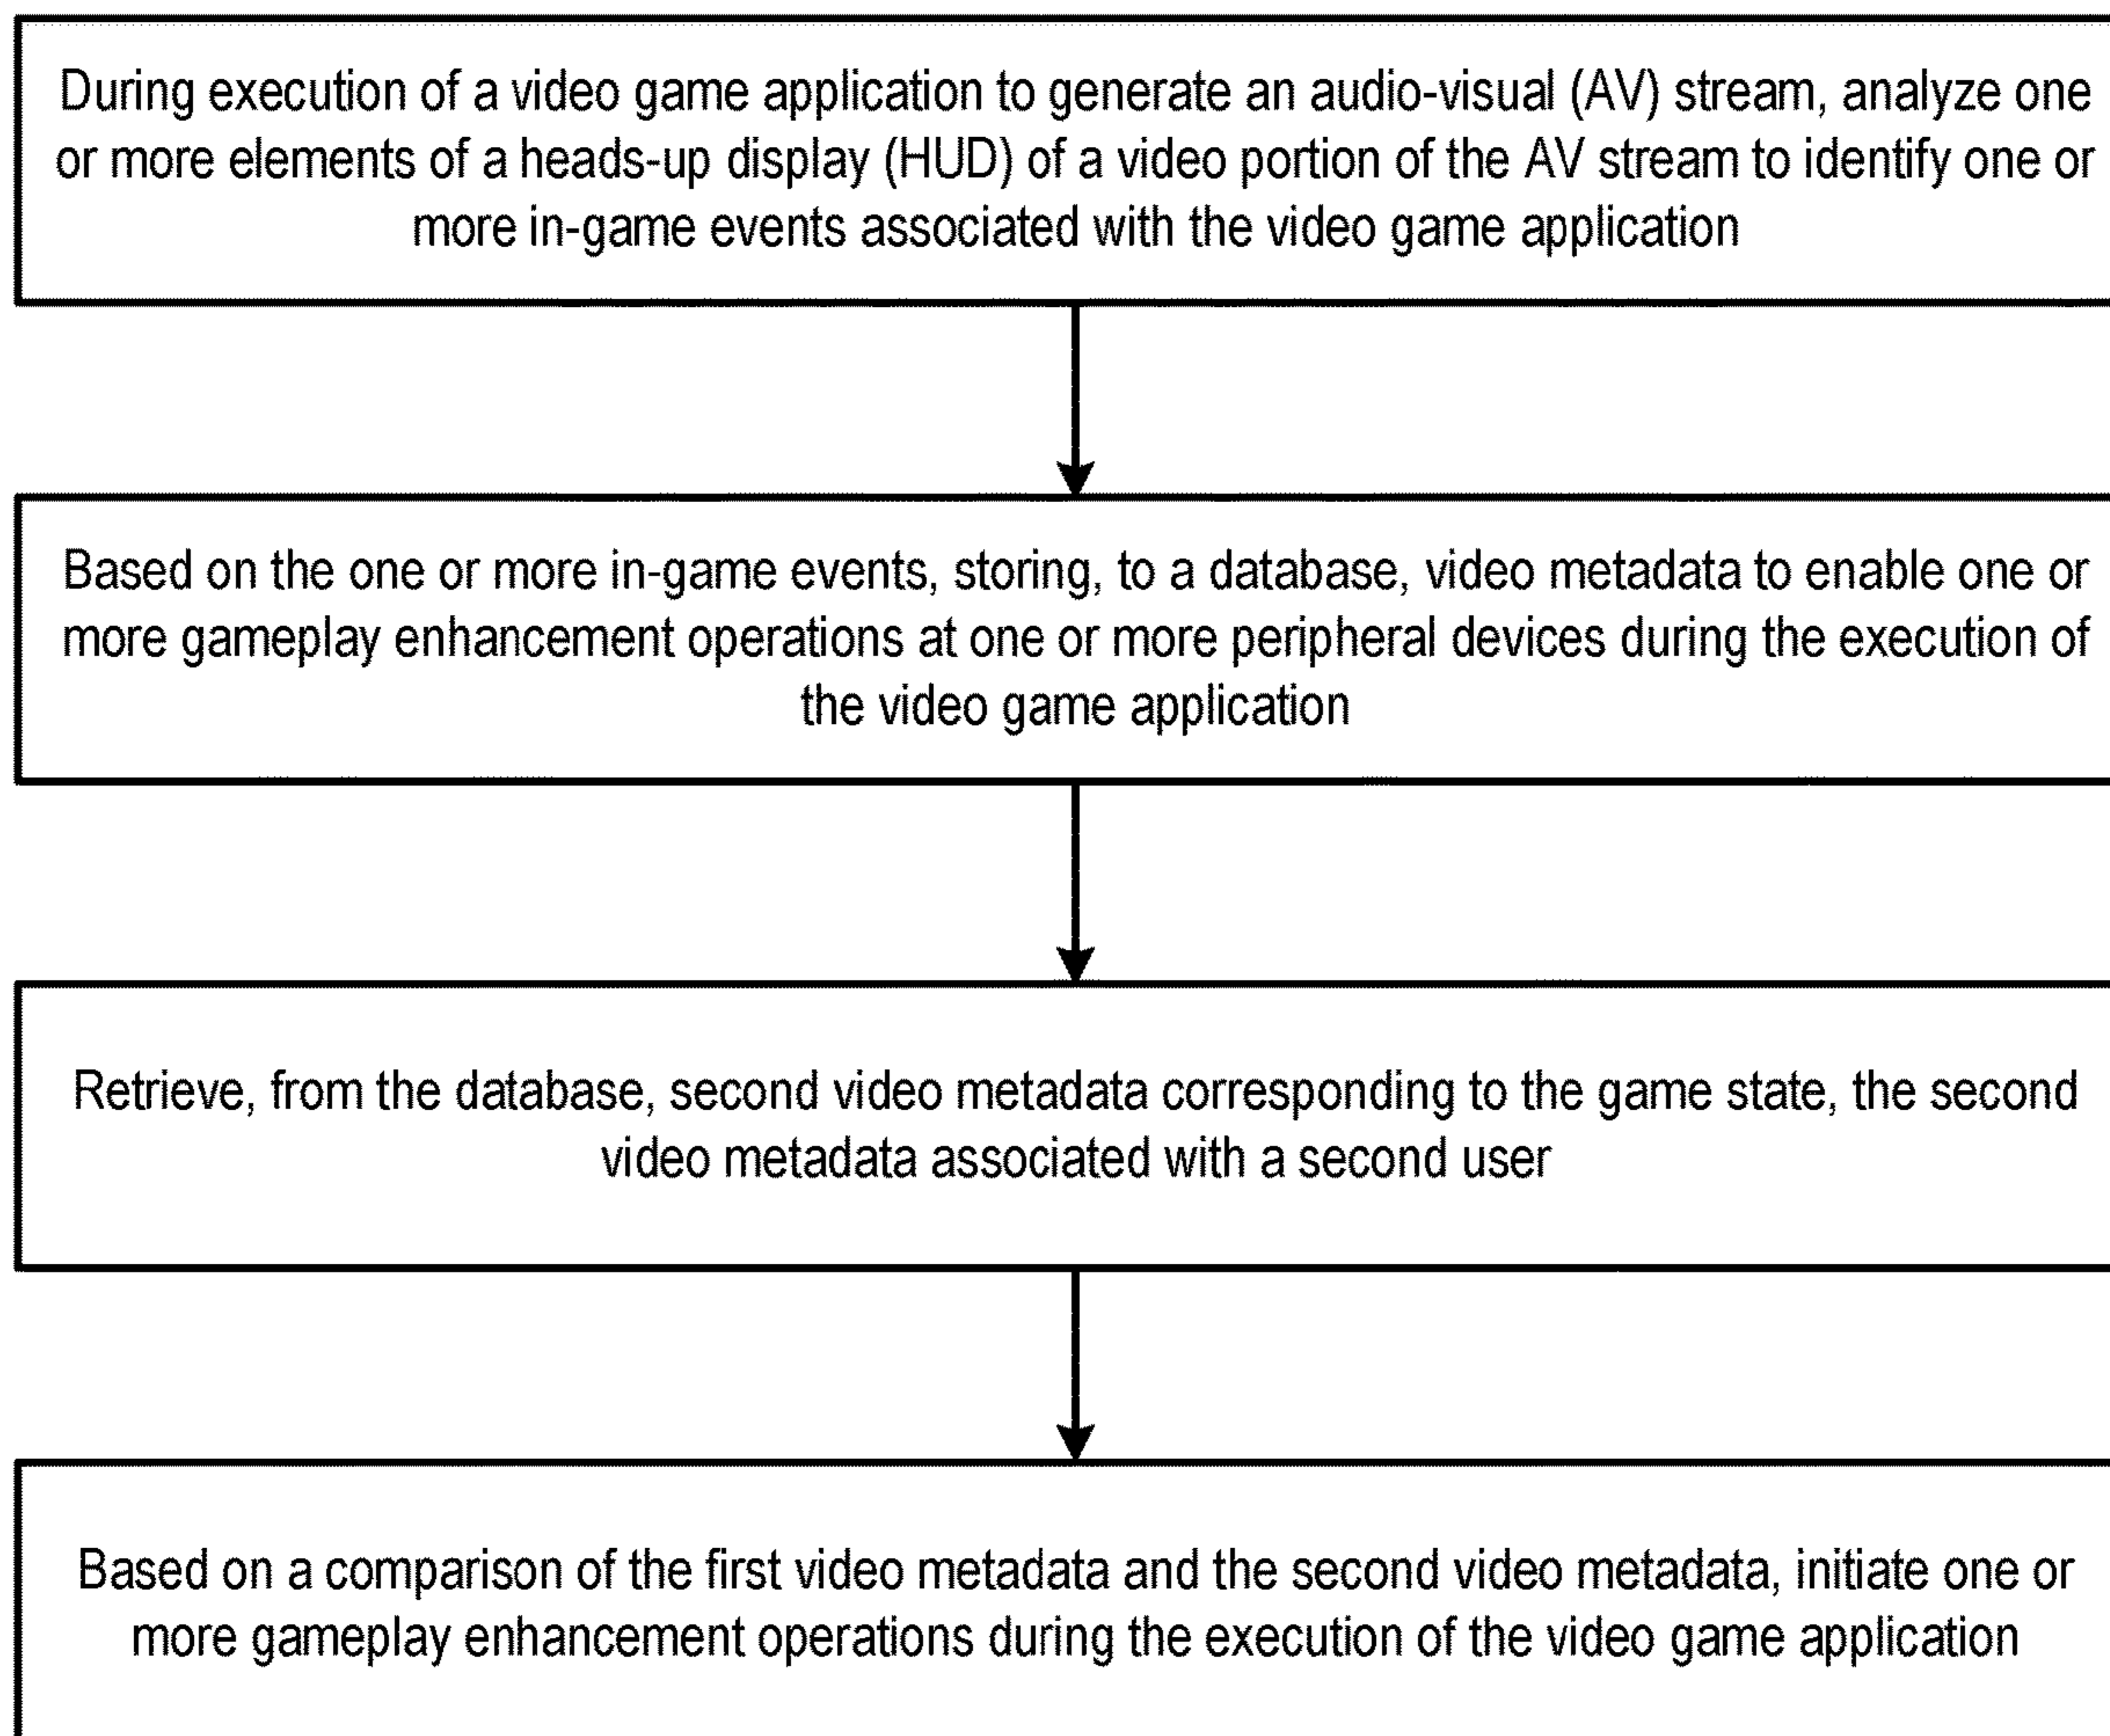 During execution of a video game application to generate an audio-visual (AV) stream, analyze one
or more elements of a heads-up display (HUD) of a video portion of the AV stream to identify one or
more in-game events associated with the video game application
Based on the one or more in-game events, storing, to a database, video metadata to enable one or
more gameplay enhancement operations at one or more peripheral devices during the execution of
the video game application
Retrieve, from the database, second video metadata corresponding to the game state, the second
video metadata associated with a second user
Based on a comparison of the first video metadata and the second video metadata, initiate one or
more gameplay enhancement operations during the execution of the video game application